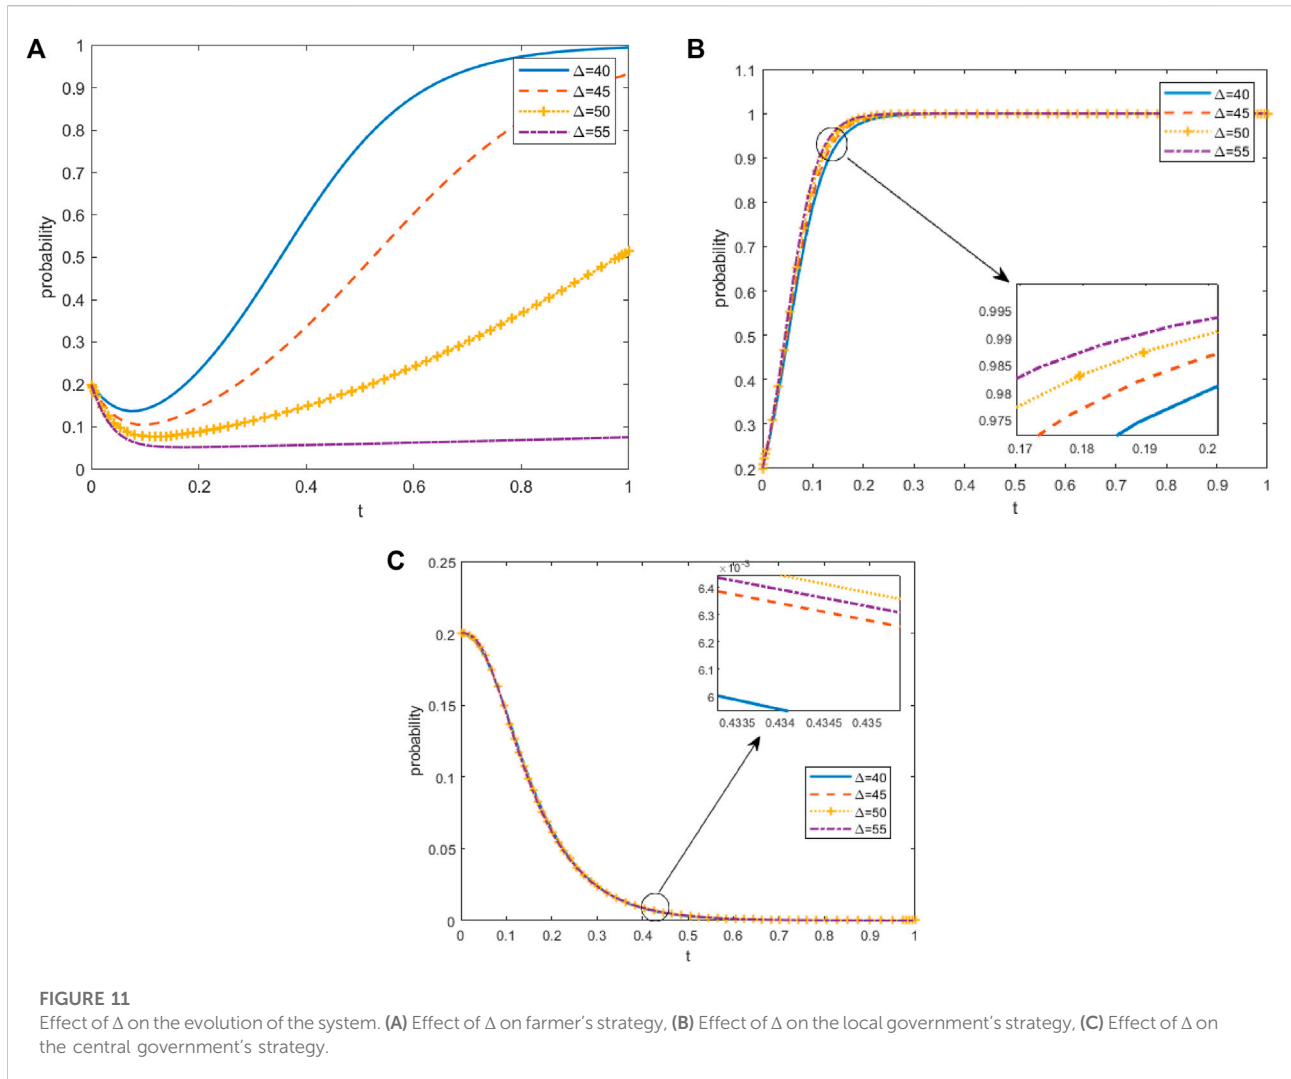 A
1
0.9
0.8
0.7
0.6
0.5
0.4
0.3
0.2
0.1
0
probability
0 0.2 0.4 0.6 0.8 1
t
Δ=40
Δ=45
Δ=50
Δ=55
B
1.1
1
0.9
0.8
0.7
0.6
0.5
0.4
0.3
0.2
probability
0 0.1 0.2 0.3 0.4 0.5 0.6 0.7 0.8 0.9 1
t
Δ=40
Δ=45
Δ=50
Δ=55
0.995
0.99
0.985
0.98
0.975
0.17 0.18 0.19 0.2
C
0.25
0.2
0.15
0.1
0.05
0
probability
0 0.1 0.2 0.3 0.4 0.5 0.6 0.7 0.8 0.9 1
t
×10⁻³
6.4
6.3
6.2
6.1
6
0.4335 0.434 0.4345 0.435
Δ=40
Δ=45
Δ=50
Δ=55
FIGURE 11
Effect of Δ on the evolution of the system. (A) Effect of Δ on farmer’s strategy, (B) Effect of Δ on the local government’s strategy, (C) Effect of Δ on
the central government’s strategy.